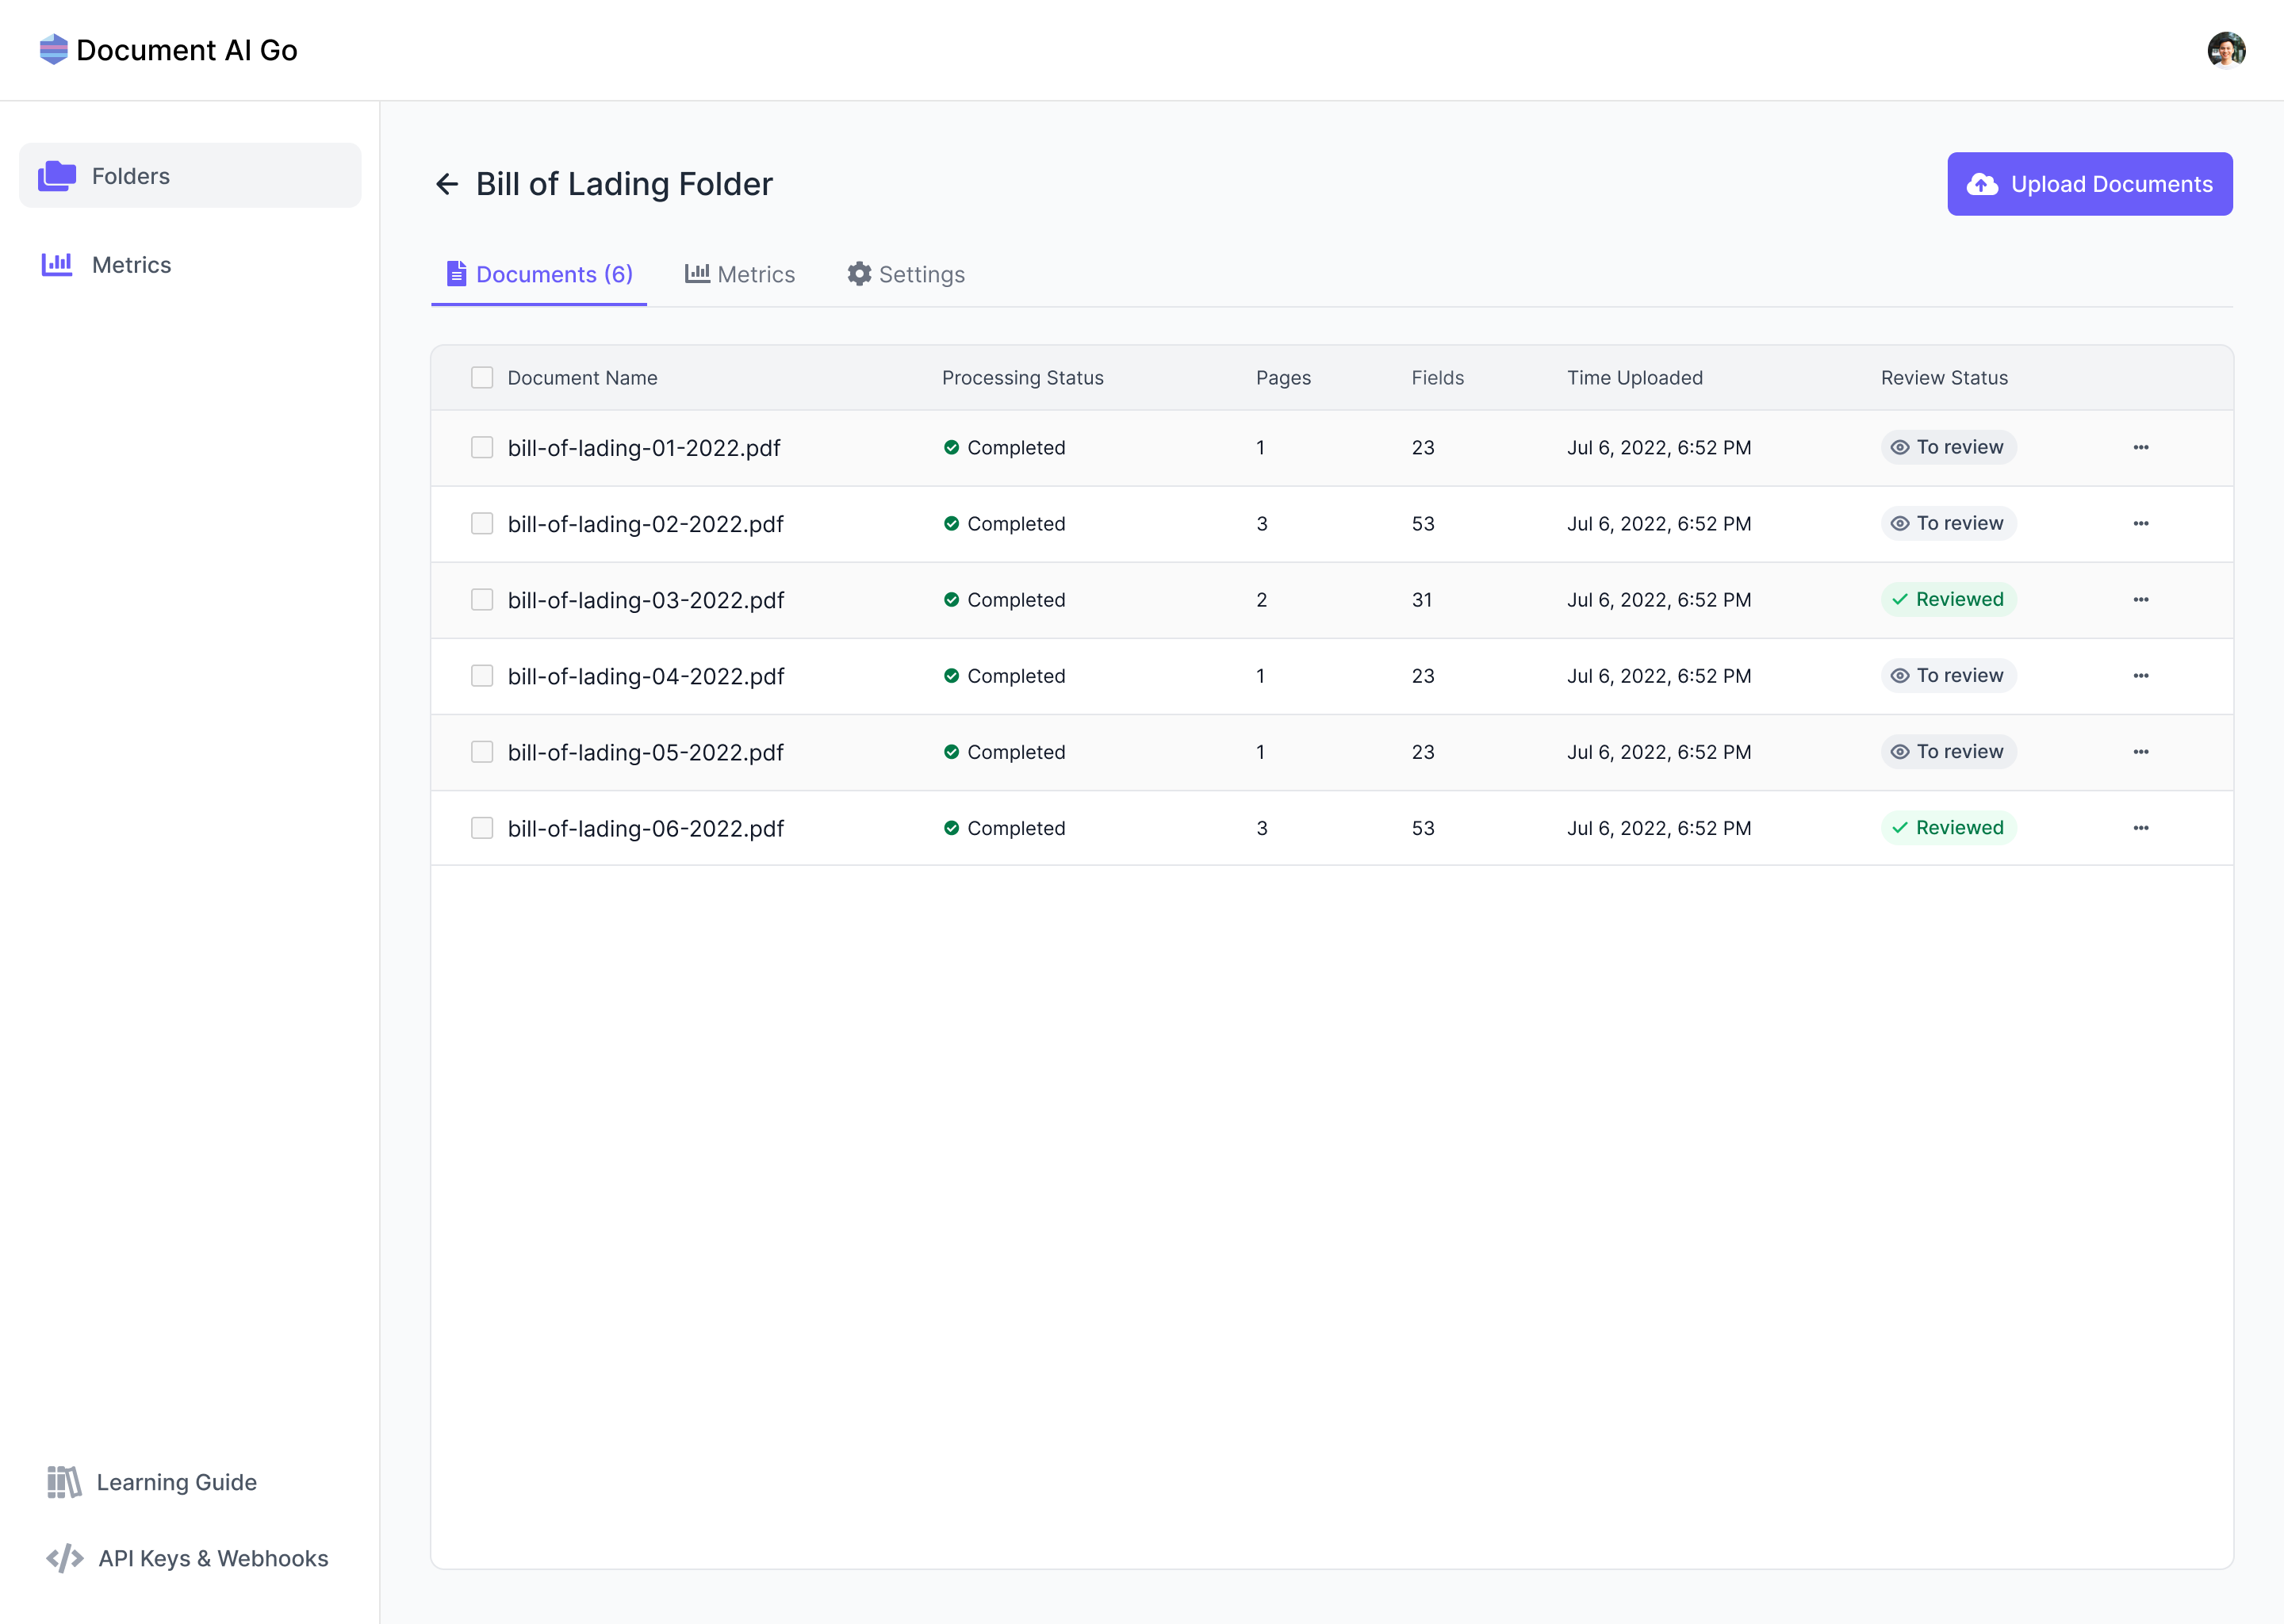 Document AI Go
Folders
Metrics
Bill of Lading Folder
Upload Documents
Documents (6) Metrics Settings
Document Name Processing Status Pages Fields Time Uploaded Review Status
bill-of-lading-01-2022.pdf Completed 1 23 Jul 6, 2022, 6:52 PM To review
bill-of-lading-02-2022.pdf Completed 3 53 Jul 6, 2022, 6:52 PM To review
bill-of-lading-03-2022.pdf Completed 2 31 Jul 6, 2022, 6:52 PM Reviewed
bill-of-lading-04-2022.pdf Completed 1 23 Jul 6, 2022, 6:52 PM To review
bill-of-lading-05-2022.pdf Completed 1 23 Jul 6, 2022, 6:52 PM To review
bill-of-lading-06-2022.pdf Completed 3 53 Jul 6, 2022, 6:52 PM Reviewed
Learning Guide
API Keys & Webhooks